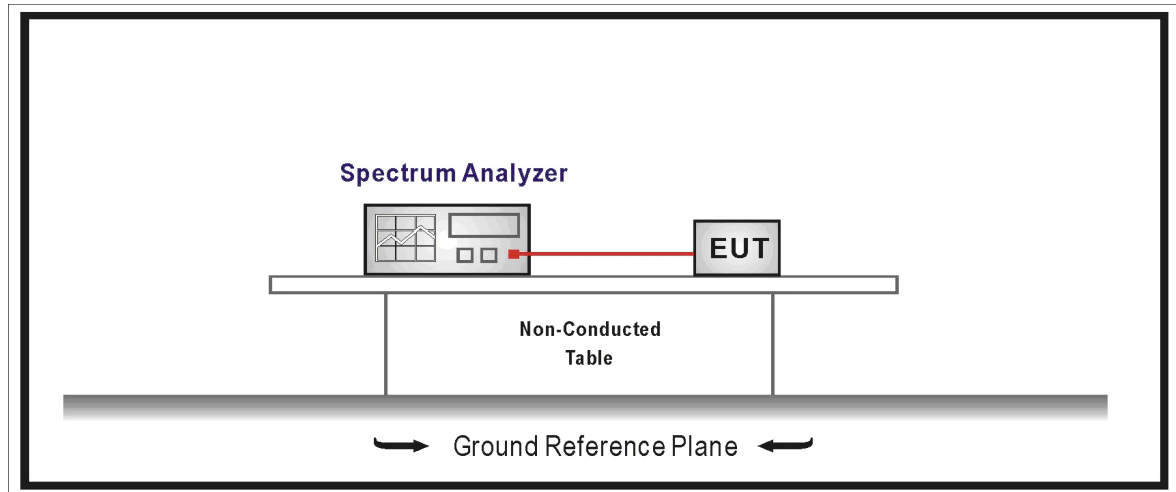 Spectrum Analyzer
EUT
Non-Conducted
Table
Ground Reference Plane